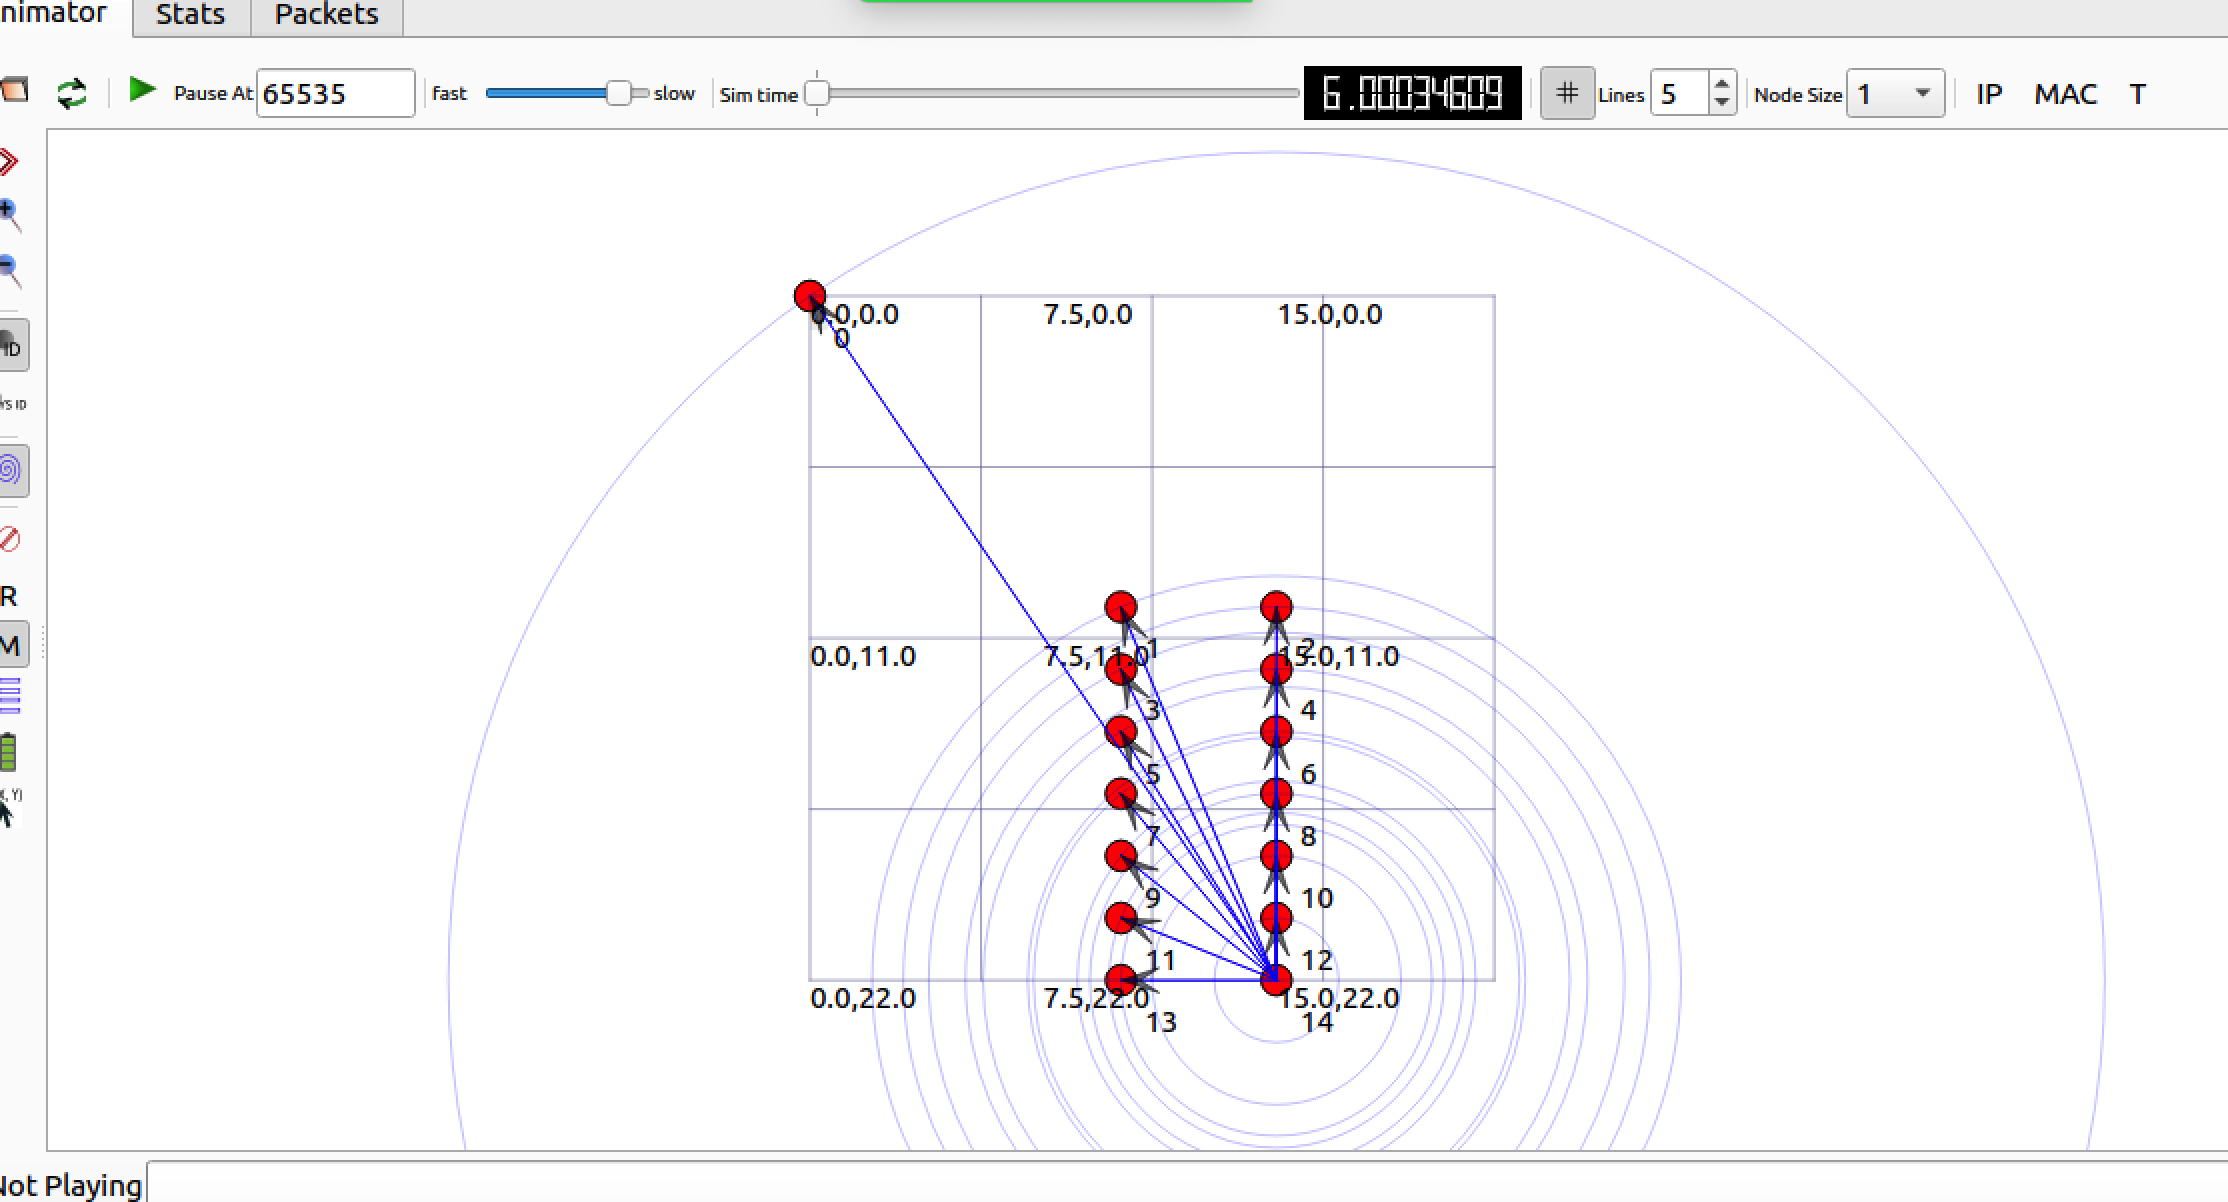 nimator Stats Packets
Pause At 65535 fast slow Sim time 6.00034609 # Lines 5 Node Size 1 IP MAC T
ID
/S ID
R
M
, Y)
0.0,0.0 7.5,0.0 15.0,0.0
0
1 2
0.0,11.0 7.5,11.0 15.0,11.0
3 4
5 6
7 8
9 10
11 12
0.0,22.0 7.5,22.0 15.0,22.0
13 14
Not Playing